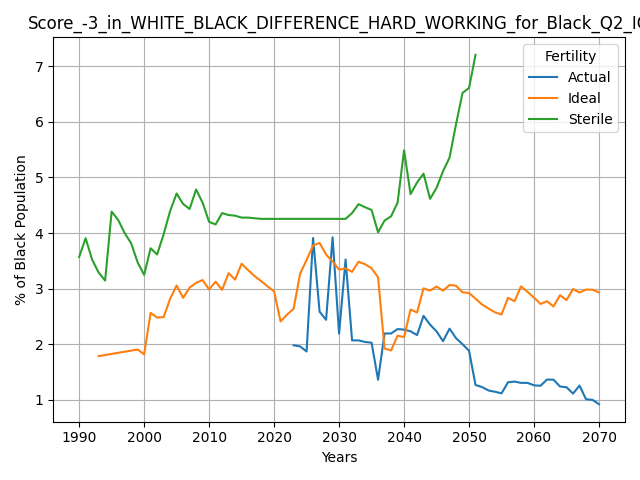 Score_-3_in_WHITE_BLACK_DIFFERENCE_HARD_WORKING_for_Black_Q2_IQ
Fertility
Actual
Ideal
Sterile
% of Black Population
7
6
5
4
3
2
1
1990 2000 2010 2020 2030 2040 2050 2060 2070
Years